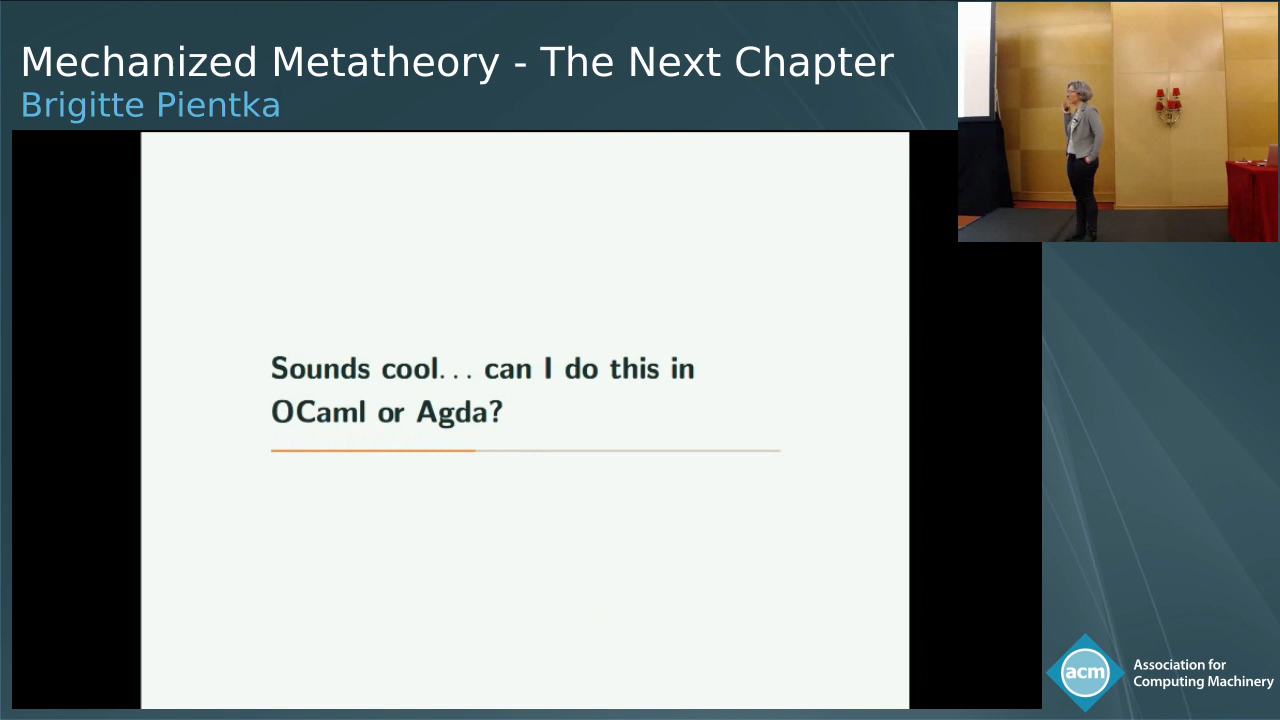 Mechanized Metatheory - The Next Chapter
Brigitte Pientka
Sounds cool... can I do this in
OCaml or Agda?
acm
Association for
Computing Machinery